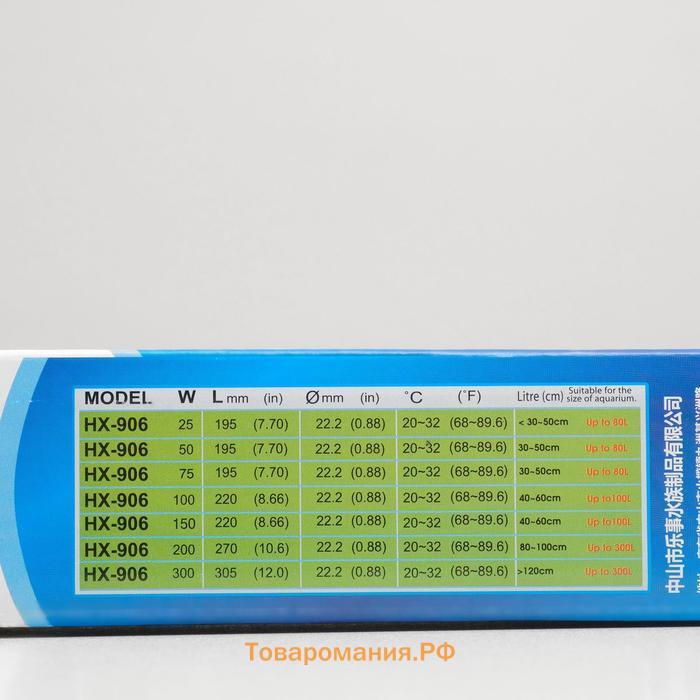 MODEL W L mm (in) Ømm (in) °C (°F) Litre (cm) Suitable for the size of aquarium.
HX-906 25 195 (7.70) 22.2 (0.88) 20~32 (68~89.6) < 30~50cm Up to 80L
HX-906 50 195 (7.70) 22.2 (0.88) 20~32 (68~89.6) 30~50cm Up to 80L
HX-906 75 195 (7.70) 22.2 (0.88) 20~32 (68~89.6) 30~50cm Up to 80L
HX-906 100 220 (8.66) 22.2 (0.88) 20~32 (68~89.6) 40~60cm Up to100L
HX-906 150 220 (8.66) 22.2 (0.88) 20~32 (68~89.6) 40~60cm Up to100L
HX-906 200 270 (10.6) 22.2 (0.88) 20~32 (68~89.6) 80~100cm Up to 300L
HX-906 300 305 (12.0) 22.2 (0.88) 20~32 (68~89.6) >120cm Up to 300L
中山市乐事水族制品有限公司
Товаромания.РФ